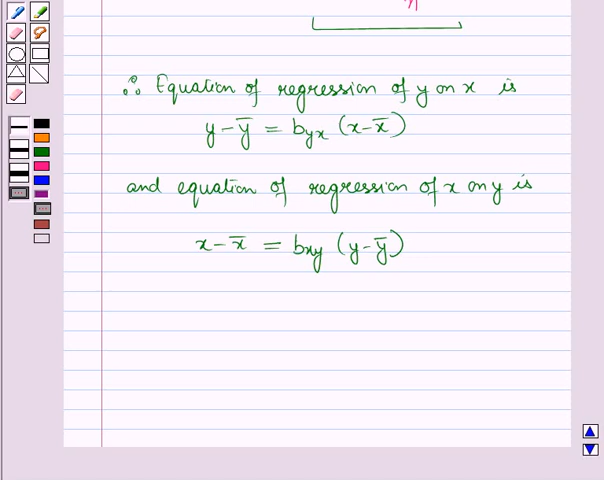 n
∴ Equation of regression of y on x is
y - ȳ = byx (x - x̄)
and equation of regression of x on y is
x - x̄ = bxy (y - ȳ)